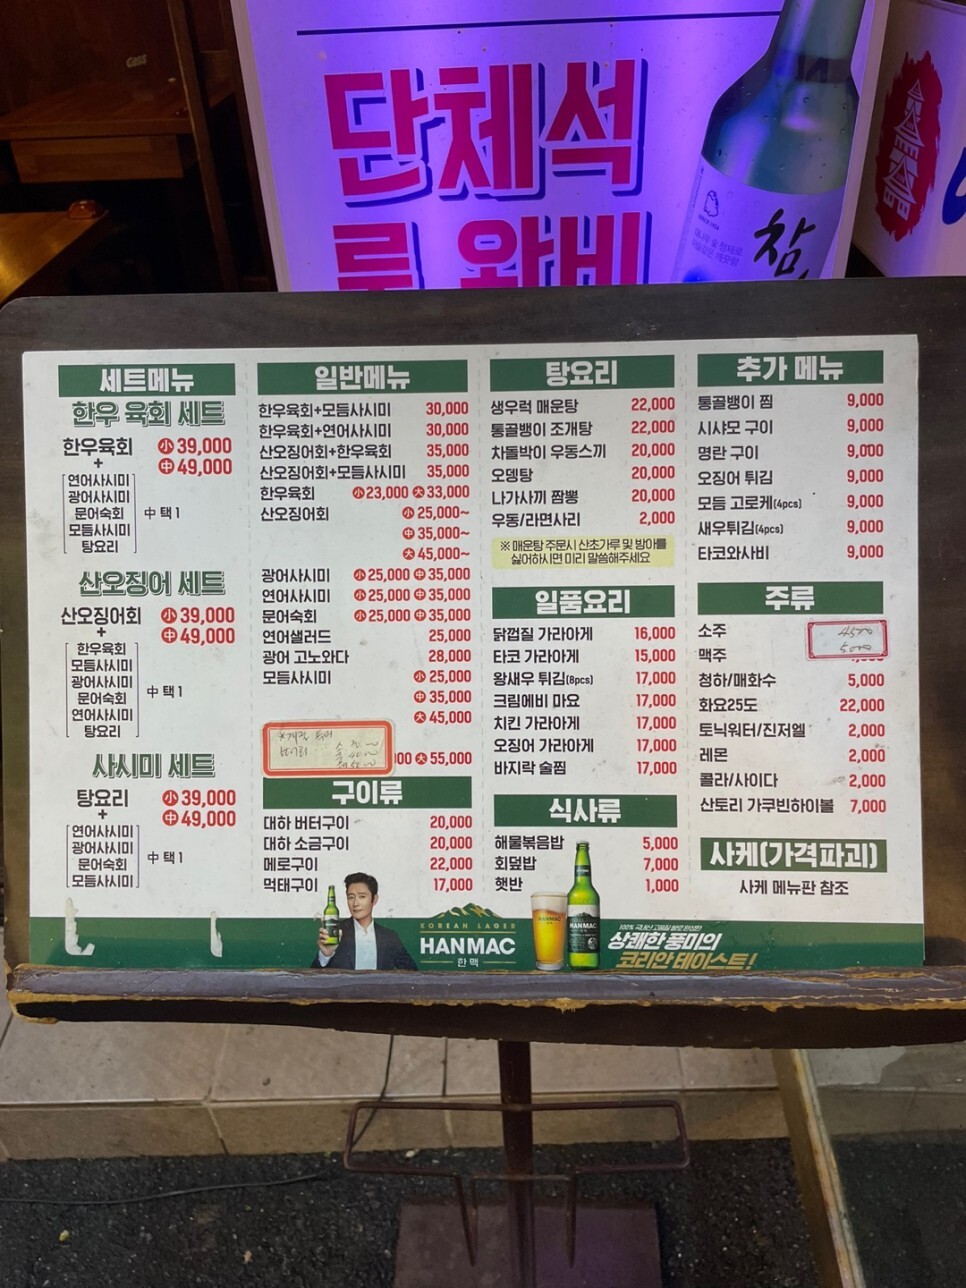 단체석
룸 완비
SINCE 1924
참
세트메뉴
한우 육회 세트
한우육회 小 39,000
+ 中 49,000
연어사시미
광어사시미
문어숙회 中 택1
모듬사시미
탕요리
산오징어 세트
산오징어회 小 39,000
+ 中 49,000
한우육회
모듬사시미
광어사시미 中 택1
문어숙회
연어사시미
탕요리
사시미 세트
탕요리 小 39,000
+ 中 49,000
연어사시미
광어사시미 中 택1
문어숙회
모듬사시미
일반메뉴
한우육회+모듬사시미 30,000
한우육회+연어사시미 30,000
산오징어회+한우육회 35,000
산오징어회+모듬사시미 35,000
한우육회 小 23,000 大 33,000
산오징어회 小 25,000~
中 35,000~
大 45,000~
광어사시미 小 25,000 中 35,000
연어사시미 小 25,000 中 35,000
문어숙회 小 25,000 中 35,000
연어샐러드 25,000
광어 고노와다 28,000
모듬사시미 小 25,000
中 35,000
大 45,000
大 55,000
구이류
대하 버터구이 20,000
대하 소금구이 20,000
메로구이 22,000
먹태구이 17,000
탕요리
생우럭 매운탕 22,000
통골뱅이 조개탕 22,000
차돌박이 우동스끼 20,000
오뎅탕 20,000
나가사끼 짬뽕 20,000
우동/라면사리 2,000
※ 매운탕 주문시 산초가루 및 방아를
싫어하시면 미리 말씀해주세요
일품요리
닭껍질 가라아게 16,000
타코 가라아게 15,000
왕새우 튀김(8pcs) 17,000
크림에비 마요 17,000
치킨 가라아게 17,000
오징어 가라아게 17,000
바지락 술찜 17,000
식사류
해물볶음밥 5,000
회덮밥 7,000
햇반 1,000
추가 메뉴
통골뱅이 찜 9,000
시샤모 구이 9,000
명란 구이 9,000
오징어 튀김 9,000
모듬 고로케(4pcs) 9,000
새우튀김(4pcs) 9,000
타코와사비 9,000
주류
소주 4500
맥주 5000
청하/매화수 5,000
화요25도 22,000
토닉워터/진저엘 2,000
레몬 2,000
콜라/사이다 2,000
산토리 가쿠빈하이볼 7,000
사케(가격파괴)
사케 메뉴판 참조
KOREAN LAGER
HANMAC
한맥
HANMAC
HANMAC
상쾌한 풍미의
코리안 테이스트!